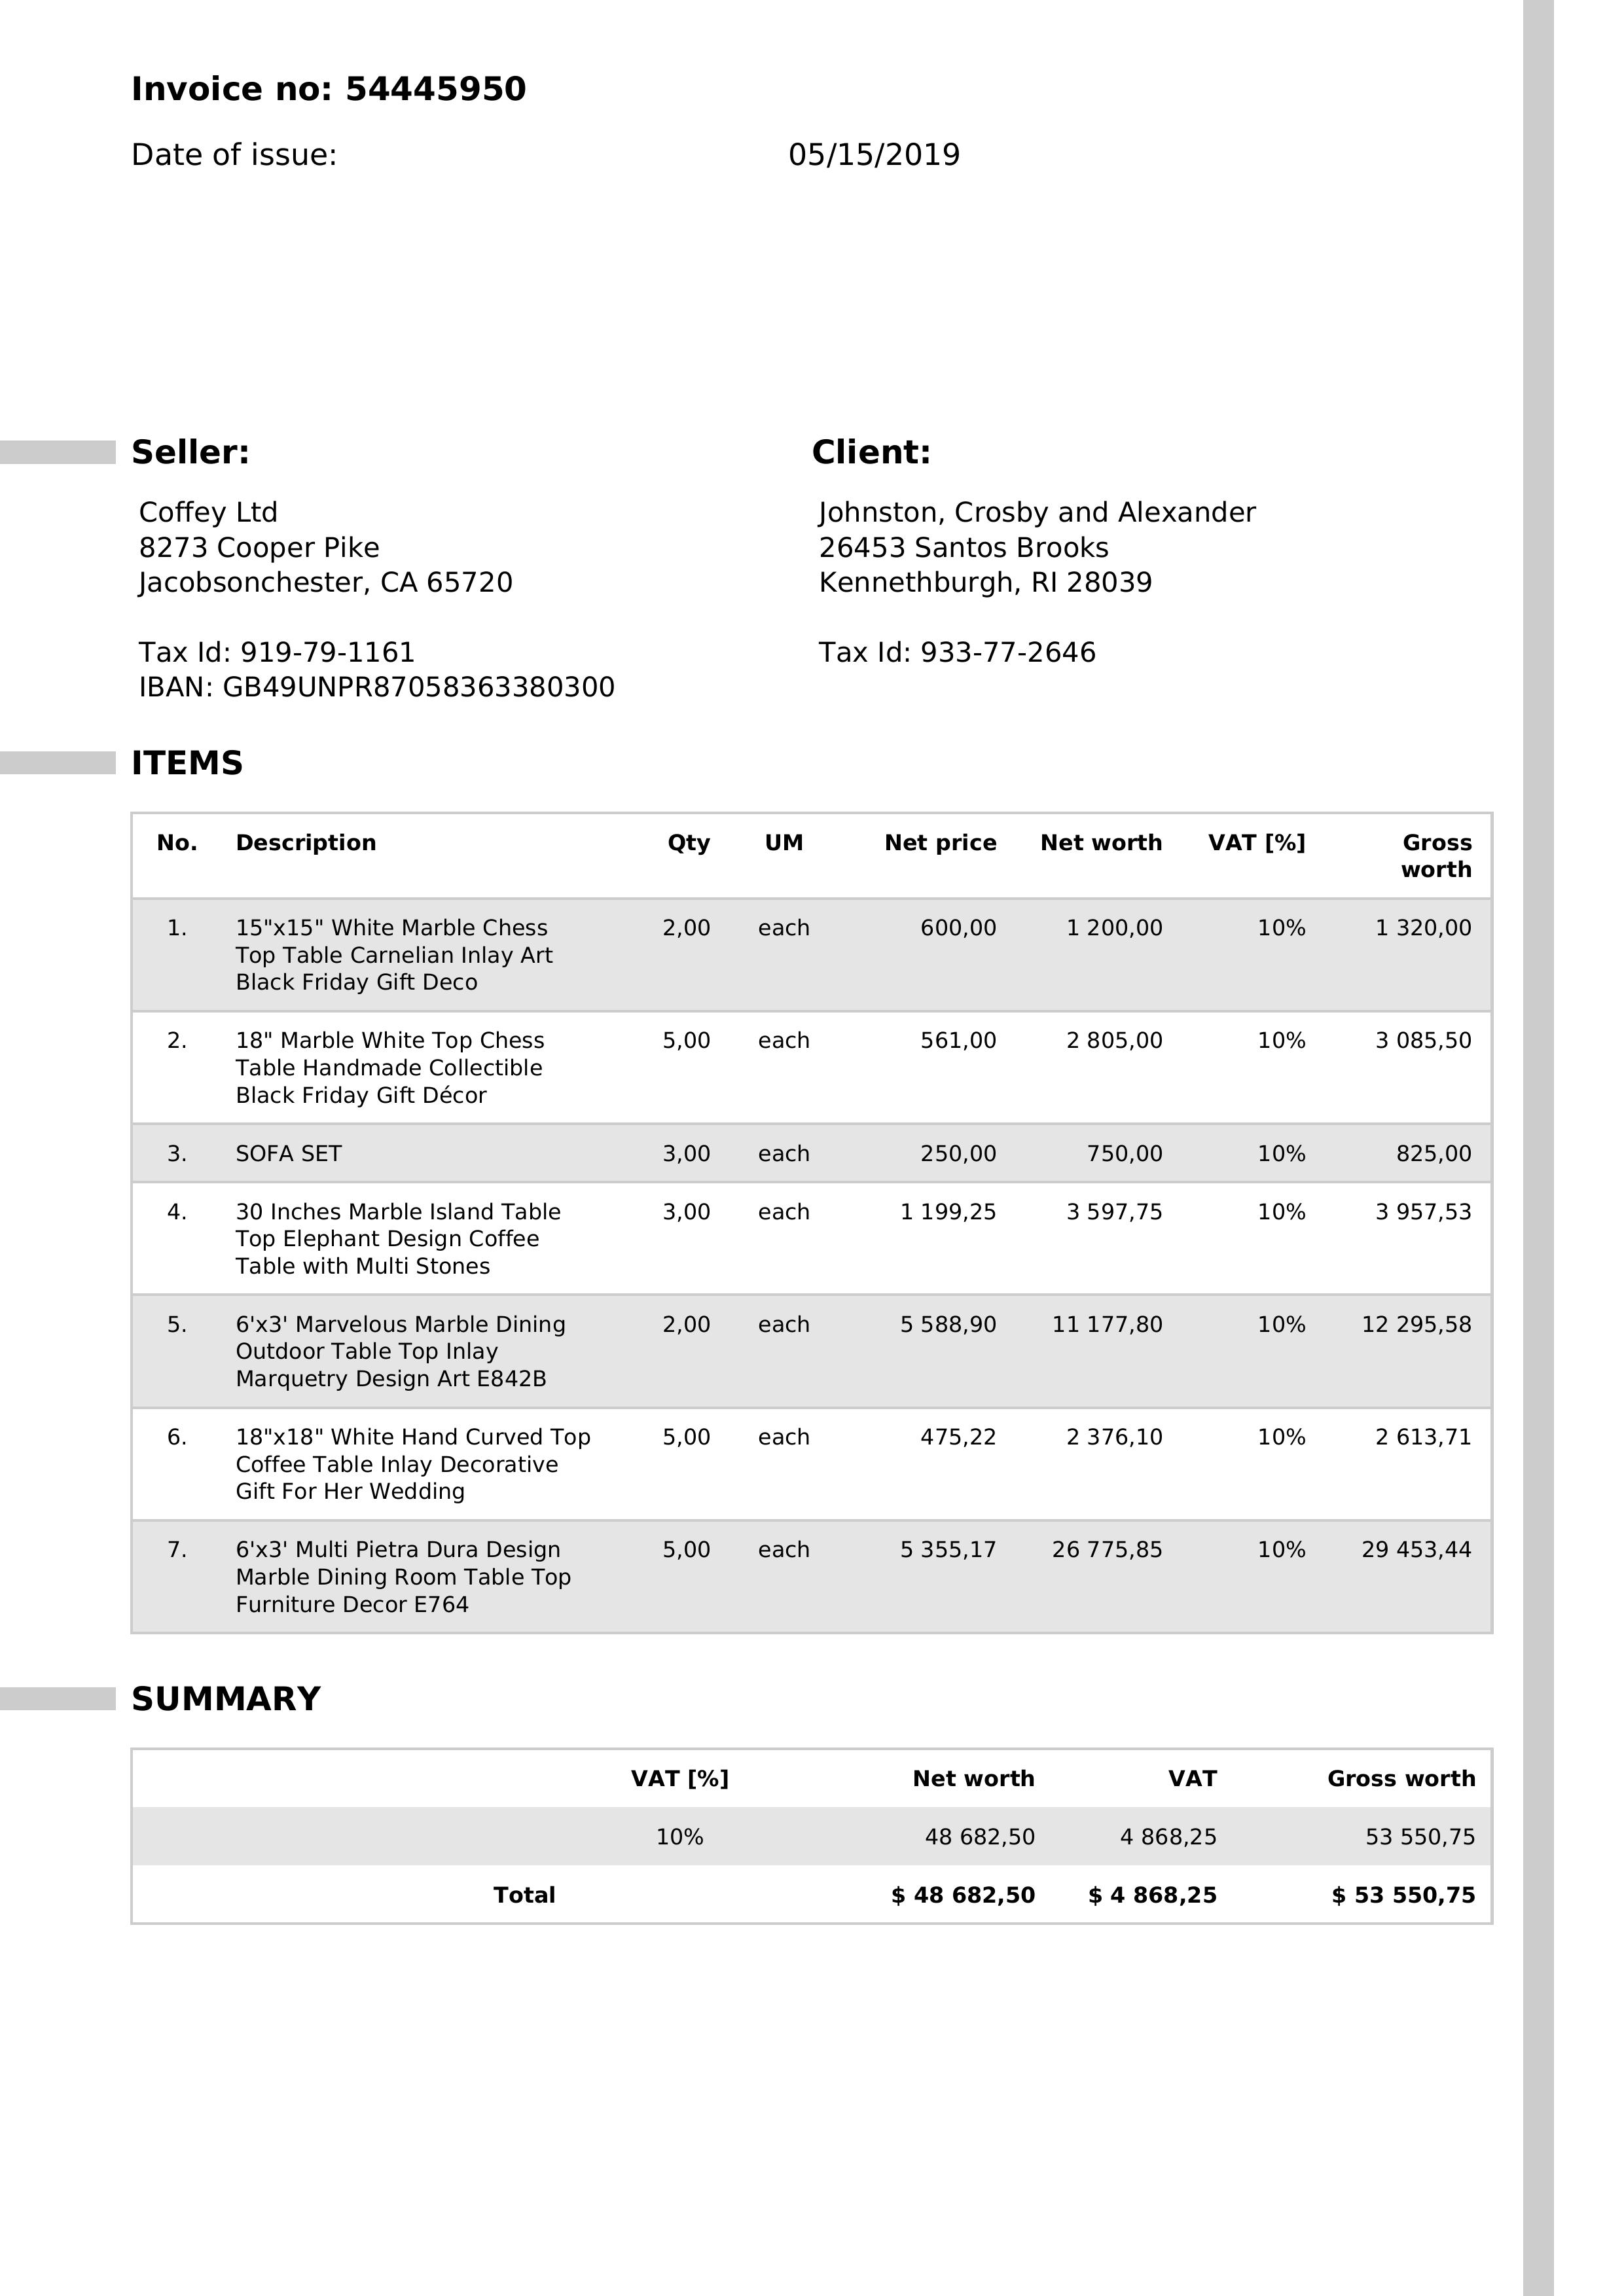 Invoice no: 54445950
Date of issue: 05/15/2019
Seller:
Coffey Ltd
8273 Cooper Pike
Jacobsonchester, CA 65720
Tax Id: 919-79-1161
IBAN: GB49UNPR87058363380300
Client:
Johnston, Crosby and Alexander
26453 Santos Brooks
Kennethburgh, RI 28039
Tax Id: 933-77-2646
ITEMS
No. Description Qty UM Net price Net worth VAT [%] Gross
worth
1. 15"x15" White Marble Chess 2,00 each 600,00 1 200,00 10% 1 320,00
Top Table Carnelian Inlay Art
Black Friday Gift Deco
2. 18" Marble White Top Chess 5,00 each 561,00 2 805,00 10% 3 085,50
Table Handmade Collectible
Black Friday Gift Décor
3. SOFA SET 3,00 each 250,00 750,00 10% 825,00
4. 30 Inches Marble Island Table 3,00 each 1 199,25 3 597,75 10% 3 957,53
Top Elephant Design Coffee
Table with Multi Stones
5. 6'x3' Marvelous Marble Dining 2,00 each 5 588,90 11 177,80 10% 12 295,58
Outdoor Table Top Inlay
Marquetry Design Art E842B
6. 18"x18" White Hand Curved Top 5,00 each 475,22 2 376,10 10% 2 613,71
Coffee Table Inlay Decorative
Gift For Her Wedding
7. 6'x3' Multi Pietra Dura Design 5,00 each 5 355,17 26 775,85 10% 29 453,44
Marble Dining Room Table Top
Furniture Decor E764
SUMMARY
VAT [%] Net worth VAT Gross worth
10% 48 682,50 4 868,25 53 550,75
Total $ 48 682,50 $ 4 868,25 $ 53 550,75